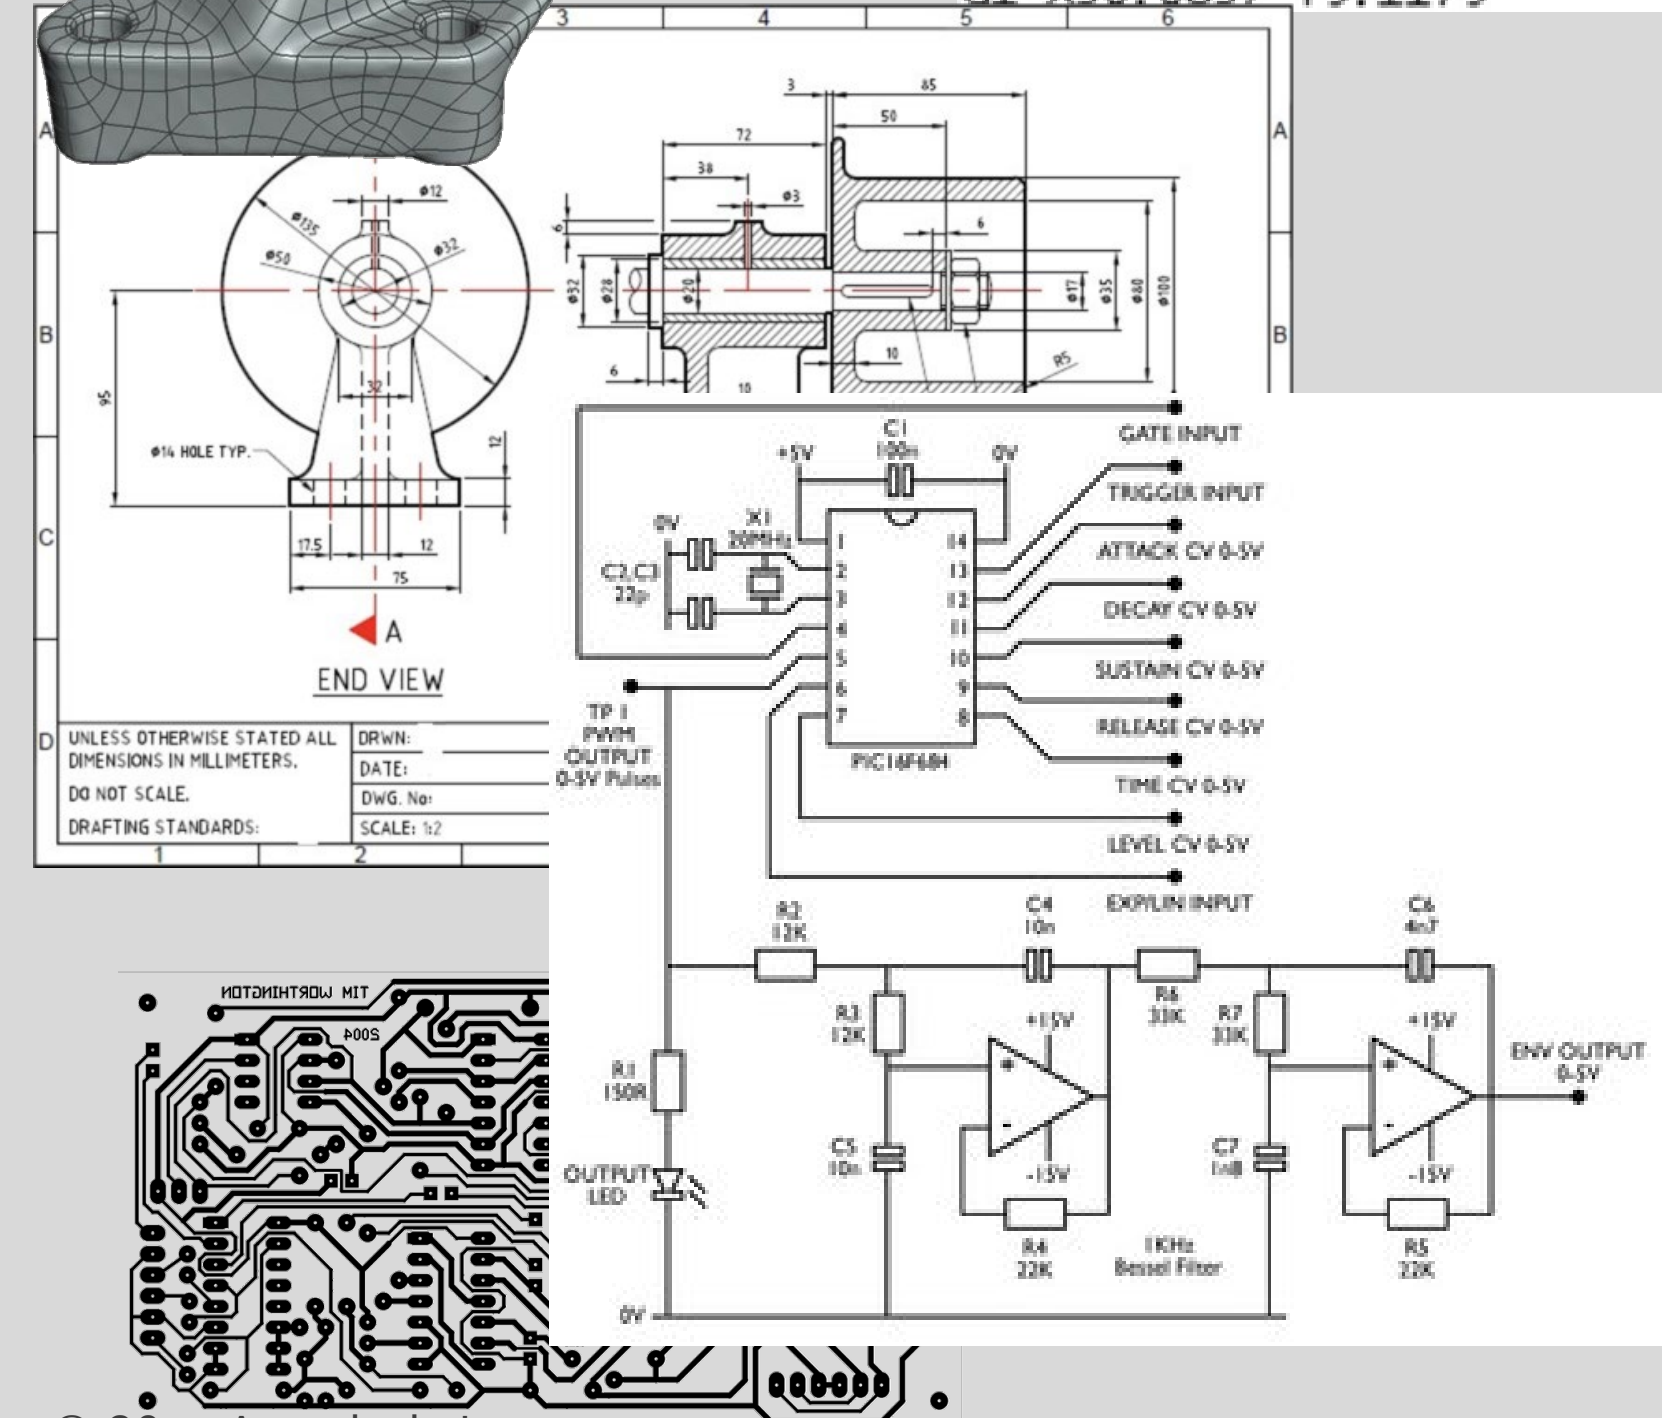 3
4
5
6
A
A
3
85
50
72
38
ø3
ø12
ø135
ø32
ø50
6
6
ø32
ø28
ø20
ø17
ø35
ø80
ø100
B
B
10
R5
6
10
32
95
ø14 HOLE TYP.
12
C
17.5
12
75
A
END VIEW
D
UNLESS OTHERWISE STATED ALL
DIMENSIONS IN MILLIMETERS.
DO NOT SCALE.
DRAFTING STANDARDS:
DRWN:
DATE:
DWG. No:
SCALE: 1:2
1
2
GATE INPUT
C1
100n
+5V
0V
TRIGGER INPUT
0V
X1
20MHz
ATTACK CV 0-5V
C2,C3
22p
DECAY CV 0-5V
SUSTAIN CV 0-5V
RELEASE CV 0-5V
TIME CV 0-5V
LEVEL CV 0-5V
EXP/LIN INPUT
1
2
3
4
5
6
7
14
13
12
11
10
9
8
PIC16F684
TP1
PWM
OUTPUT
0-5V Pulses
R2
12K
C4
10n
C6
4n7
R3
12K
+15V
R6
33K
R7
33K
+15V
ENV OUTPUT
0-5V
R1
150R
+
-
+
-
C5
10n
-15V
C7
1n8
-15V
OUTPUT
LED
R4
22K
1KHz
Bessel Filter
R5
22K
0V
TIM WORTHINGTON
2004